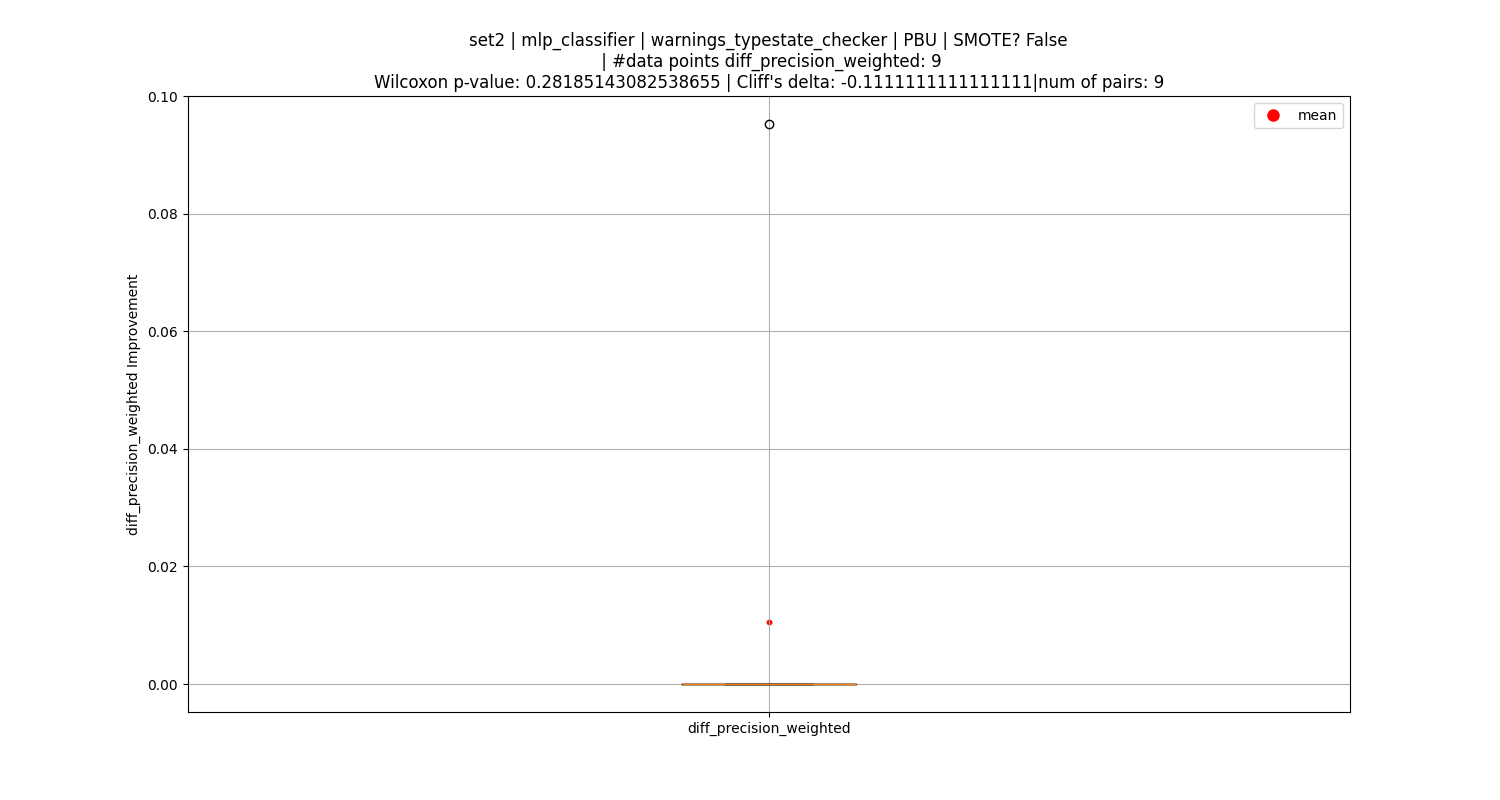 set2 | mlp_classifier | warnings_typestate_checker | PBU | SMOTE? False
| #data points diff_precision_weighted: 9
Wilcoxon p-value: 0.28185143082538655 | Cliff's delta: -0.1111111111111111|num of pairs: 9
mean
0.10
0.08
0.06
0.04
0.02
0.00
diff_precision_weighted Improvement
diff_precision_weighted